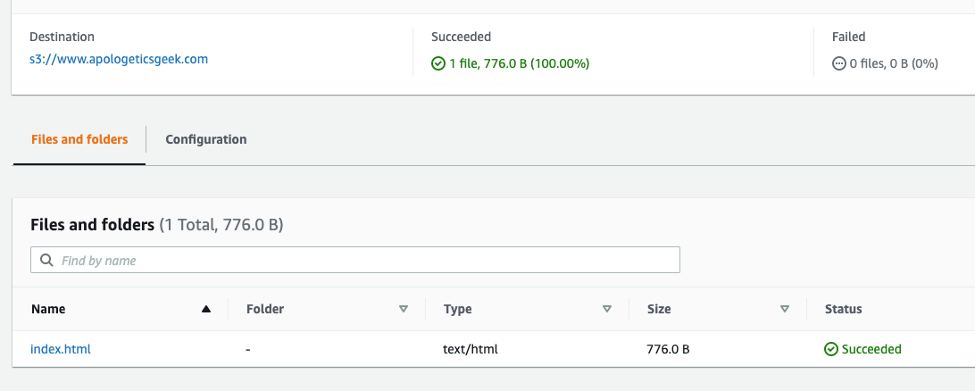 Destination Succeeded Failed
s3://www.apologeticsgeek.com 1 file, 776.0 B (100.00%) 0 files, 0 B (0%)
Files and folders Configuration
Files and folders (1 Total, 776.0 B)
Find by name
Name Folder Type Size Status
index.html - text/html 776.0 B Succeeded